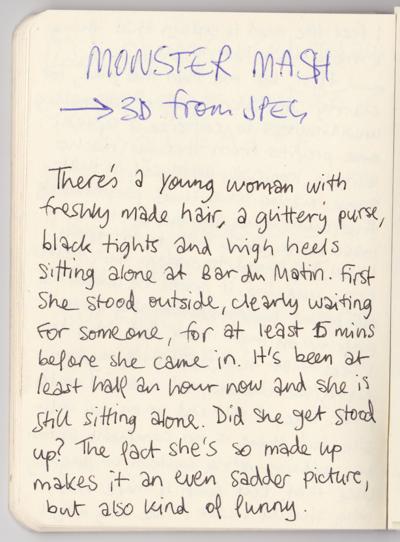 MONSTER MASH
→ 3D from JPEG
There's a young woman with
freshly made hair, a glittery purse,
black tights and high heels
sitting alone at Bar du Matin. First
she stood outside, clearly waiting
for someone, for at least 15 mins
before she came in. It's been at
least half an hour now and she is
still sitting alone. Did she get stood
up? The fact she's so made up
makes it an even sadder picture,
but also kind of funny.